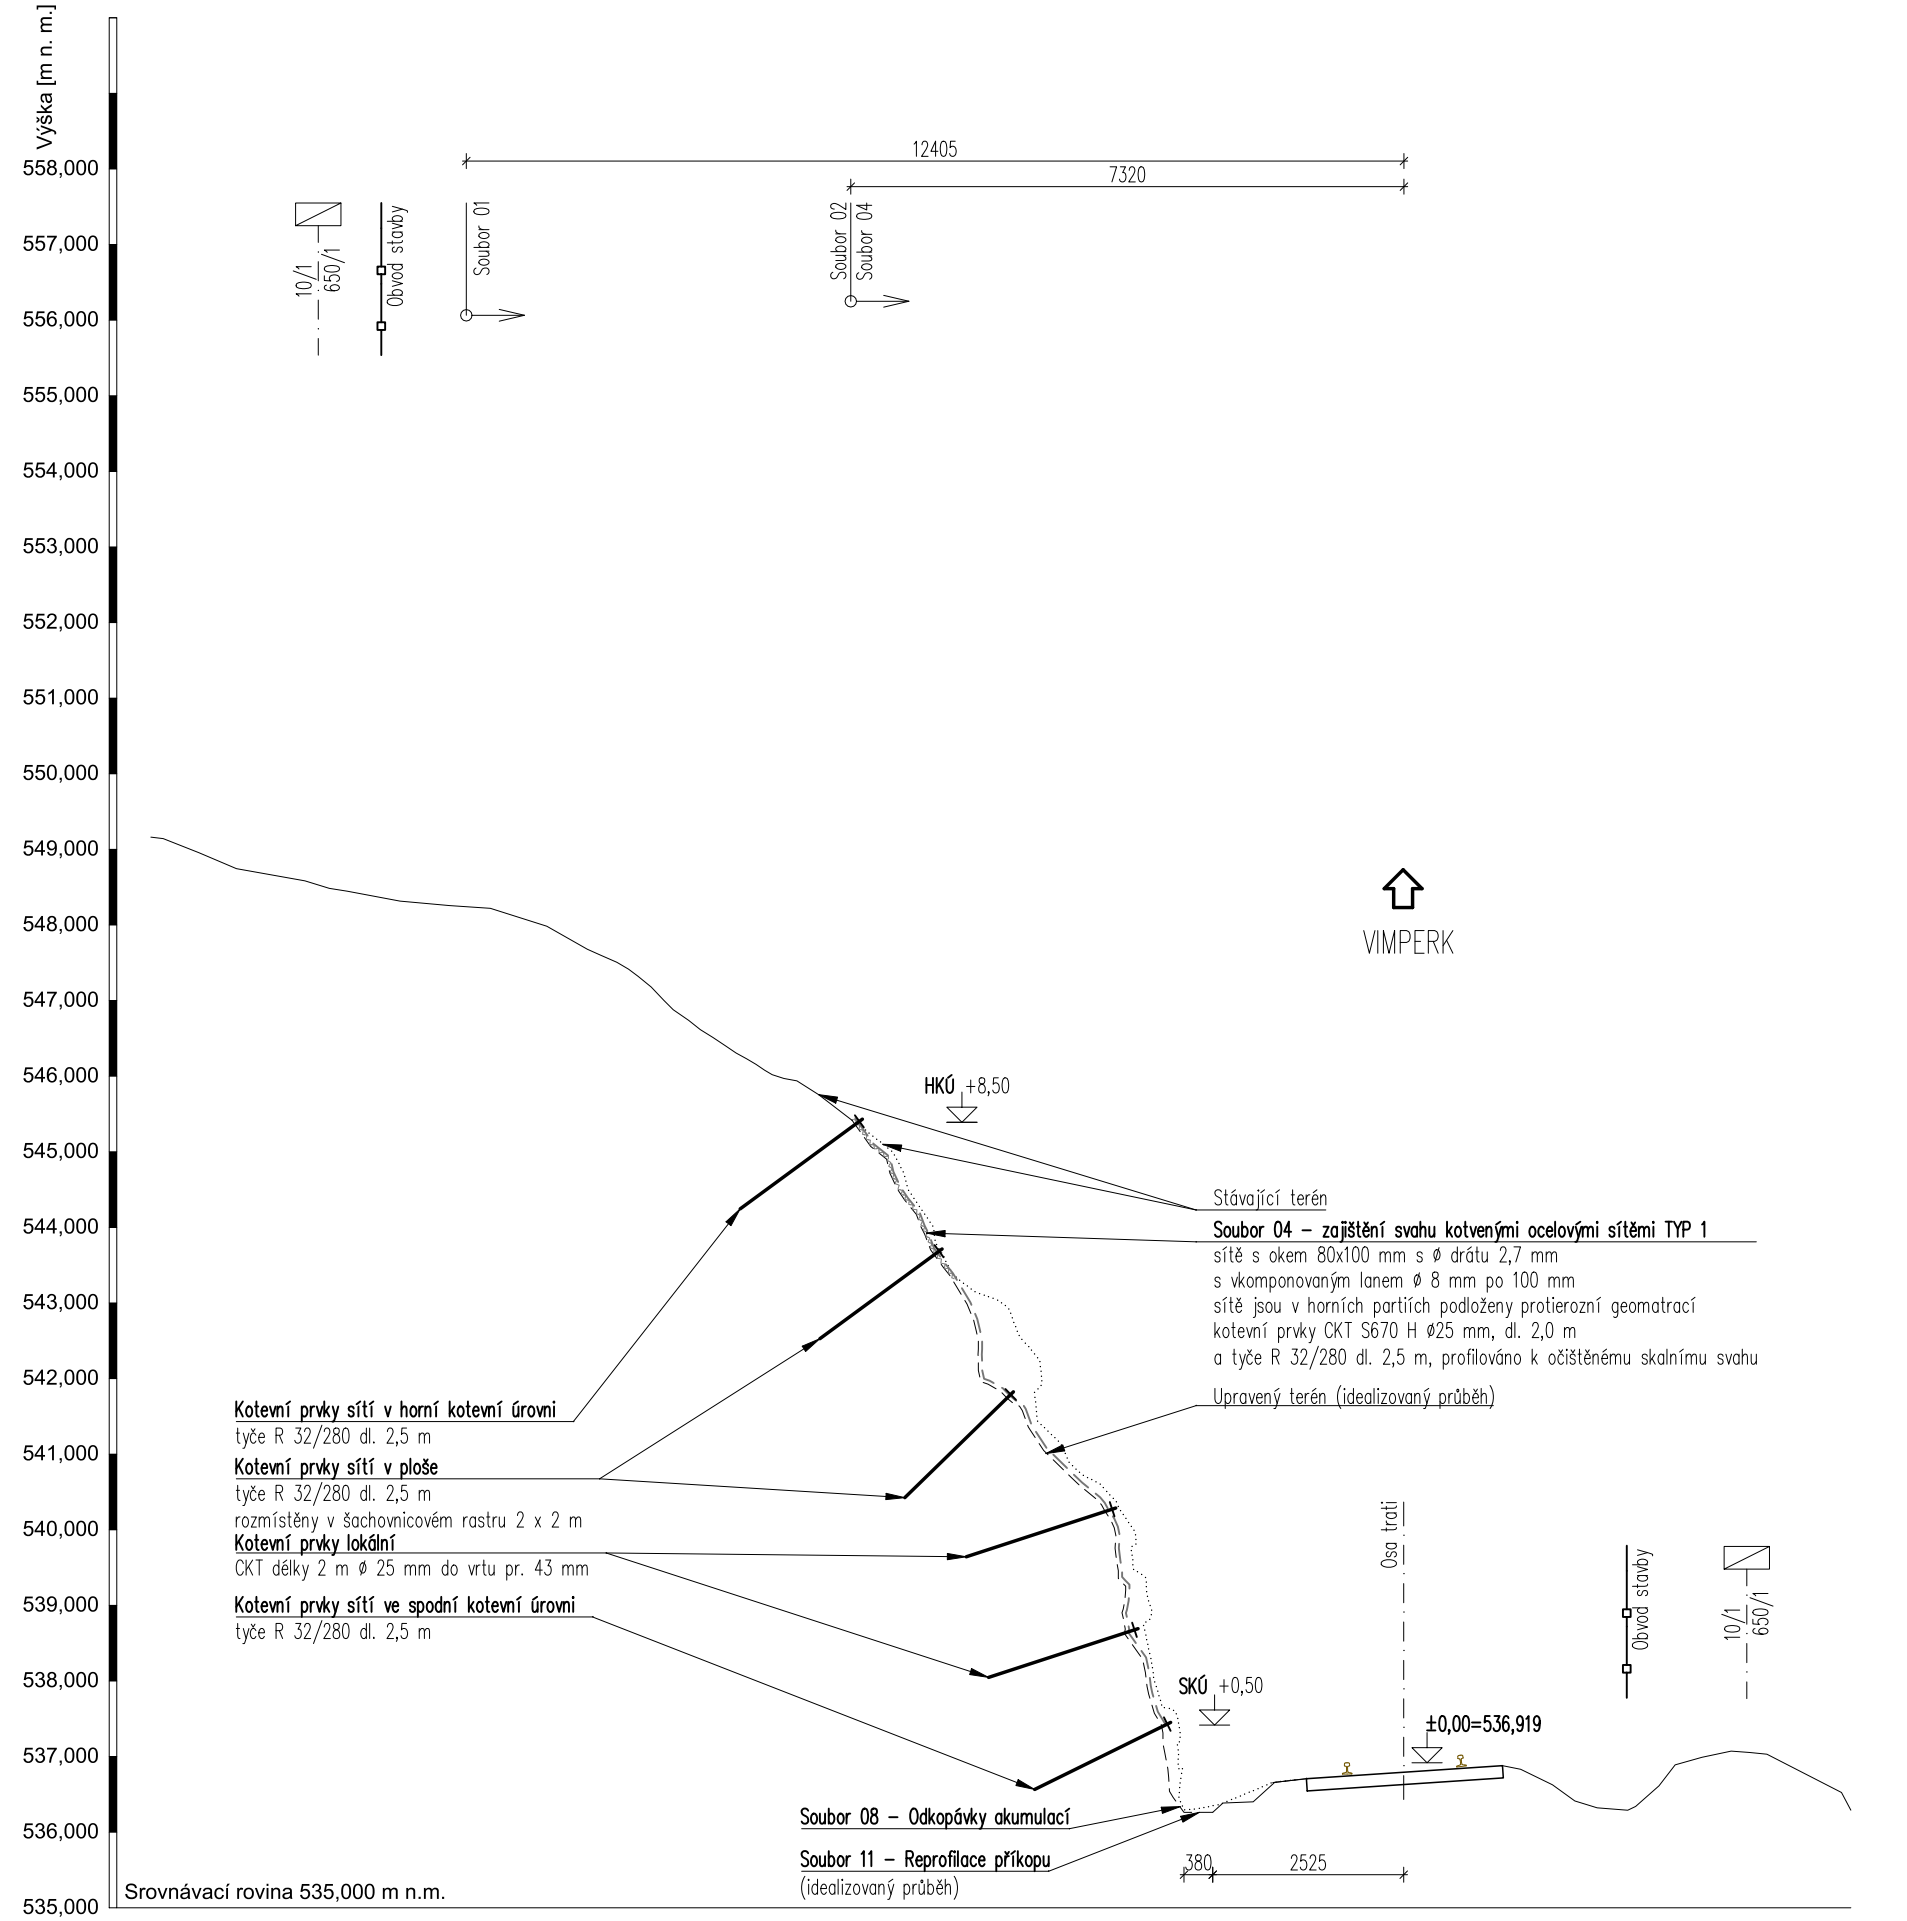 Výška [m n. m.]
558,000
557,000
556,000
555,000
554,000
553,000
552,000
551,000
550,000
549,000
548,000
547,000
546,000
545,000
544,000
543,000
542,000
541,000
540,000
539,000
538,000
537,000
536,000
535,000
12405
7320
10/1
650/1
Obvod stavby
Soubor 01
Soubor 02
Soubor 04
VIMPERK
HKÚ +8,50
Stávající terén
Soubor 04 – zajištění svahu kotvenými ocelovými sítěmi TYP 1
sítě s okem 80x100 mm s ø drátu 2,7 mm
s vkomponovaným lanem ø 8 mm po 100 mm
sítě jsou v horních partiích podloženy protierozní geomatrací
kotevní prvky CKT S670 H ø25 mm, dl. 2,0 m
a tyče R 32/280 dl. 2,5 m, profilováno k očištěnému skalnímu svahu
Upravený terén (idealizovaný průběh)
Kotevní prvky sítí v horní kotevní úrovni
tyče R 32/280 dl. 2,5 m
Kotevní prvky sítí v ploše
tyče R 32/280 dl. 2,5 m
rozmístěny v šachovnicovém rastru 2 x 2 m
Kotevní prvky lokální
CKT délky 2 m ø 25 mm do vrtu pr. 43 mm
Kotevní prvky sítí ve spodní kotevní úrovni
tyče R 32/280 dl. 2,5 m
Osa trati
Obvod stavby
10/1
650/1
SKÚ +0,50
±0,00=536,919
Soubor 08 – Odkopávky akumulací
Soubor 11 – Reprofilace příkopu
(idealizovaný průběh)
380
2525
Srovnávací rovina 535,000 m n.m.